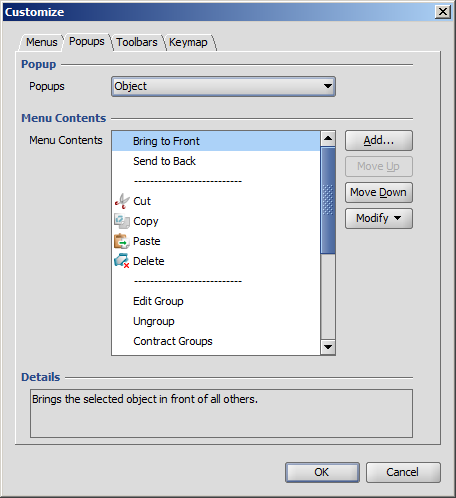 Customize
Menus Popups Toolbars Keymap
Popup
Popups Object
Menu Contents
Menu Contents Bring to Front Add...
Send to Back Move Up
---------------------------
Cut Move Down
Copy Modify
Paste
Delete
---------------------------
Edit Group
Ungroup
Contract Groups
Details
Brings the selected object in front of all others.
OK Cancel